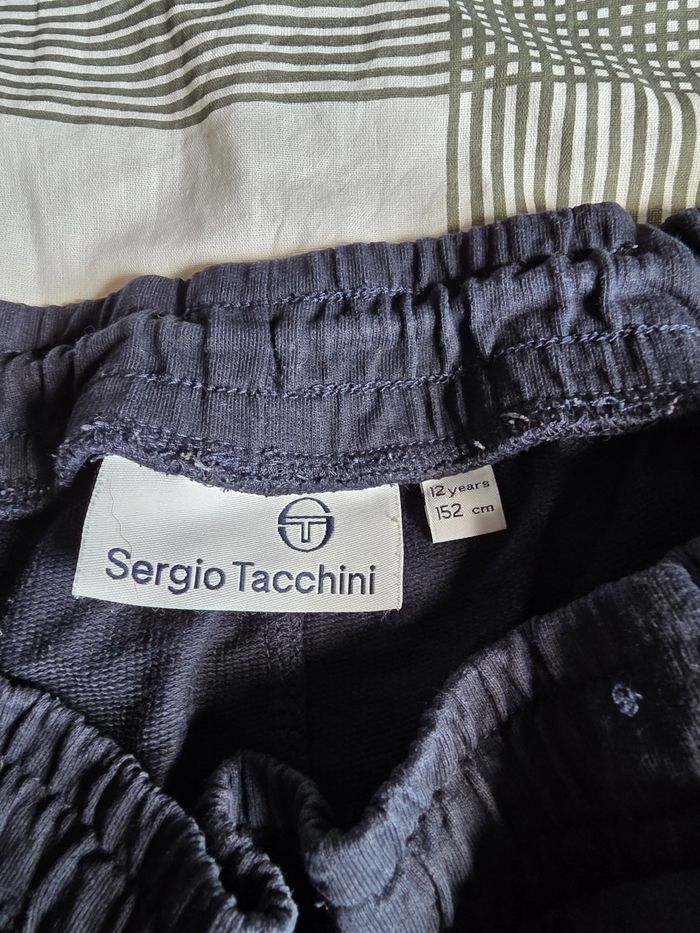 Sergio Tacchini
12 years
152 cm